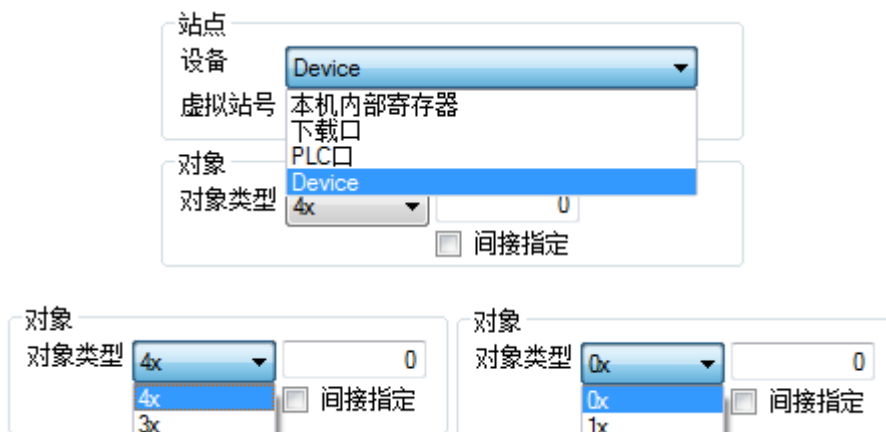 站点
设备 Device
虚拟站号 本机内部寄存器
下载口
PLC口
对象 Device
对象类型 4x 0
间接指定
对象 对象
对象类型 4x 0 对象类型 0x 0
4x 间接指定 0x 间接指定
3x 1x